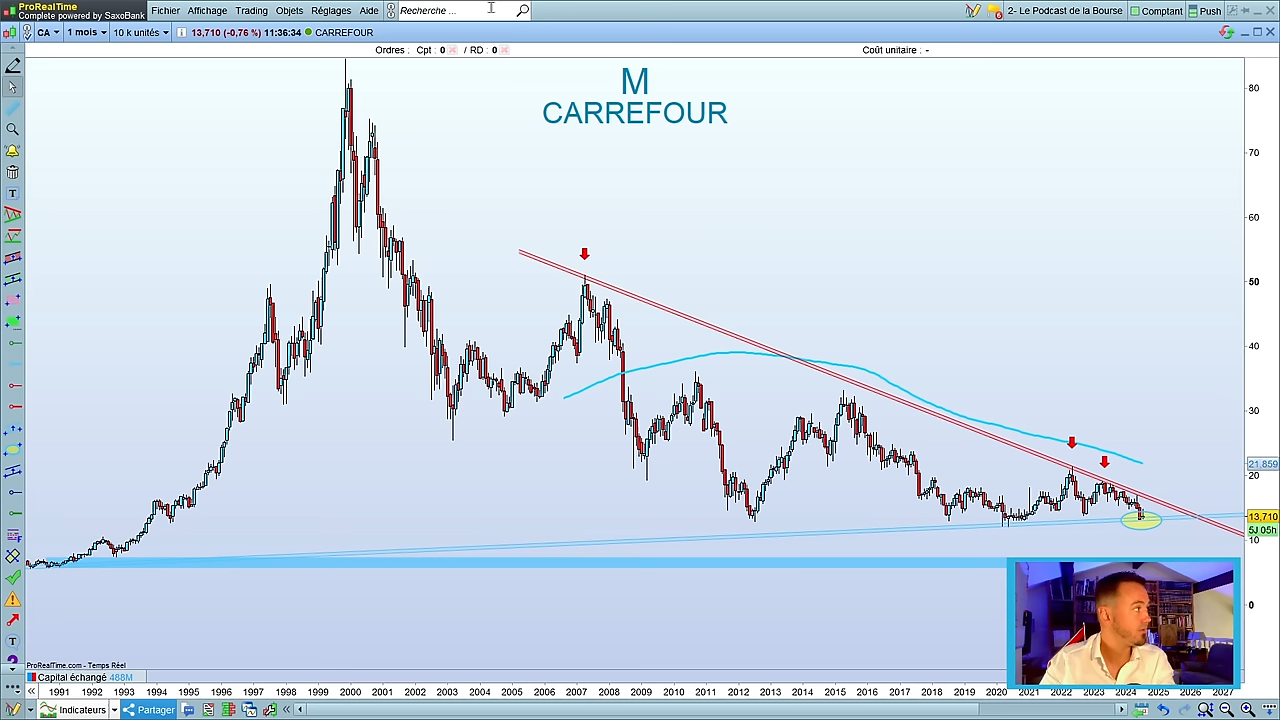 ProRealTime
Complete powered by SaxoBank
Fichier Affichage Trading Objets Réglages Aide
Recherche ...
2- Le Podcast de la Bourse Comptant Push
CA 1 mois 10 k unités 13,710 (-0,76 %) 11:36:34 CARREFOUR
Ordres : Cpt : 0 / RD : 0 Coût unitaire : -
M
CARREFOUR
80
70
60
50
40
30
21,859
20
13,710
5J 05h
10
0
ProRealTime.com - Temps Réel
Capital échangé 488M
1991 1992 1993 1994 1995 1996 1997 1998 1999 2000 2001 2002 2003 2004 2005 2006 2007 2008 2009 2010 2011 2012 2013 2014 2015 2016 2017 2018 2019 2020 2021 2022 2023 2024 2025 2026 2027
Indicateurs Partager